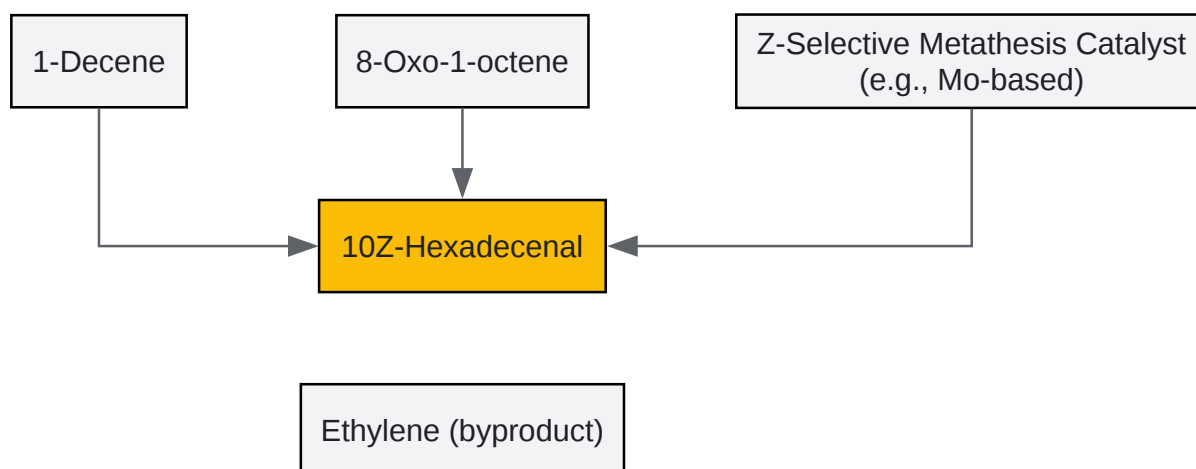 1-Decene
8-Oxo-1-octene
Z-Selective Metathesis Catalyst
(e.g., Mo-based)
10Z-Hexadecenal
Ethylene (byproduct)